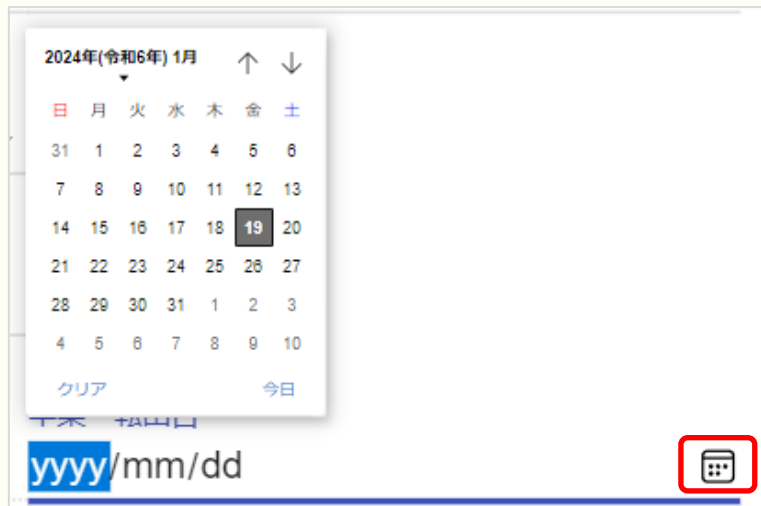 2024年(令和6年) 1月
日 月 火 水 木 金 土
31 1 2 3 4 5 6
7 8 9 10 11 12 13
14 15 16 17 18 19 20
21 22 23 24 25 26 27
28 29 30 31 1 2 3
4 5 6 7 8 9 10
クリア 今日
yyyy/mm/dd